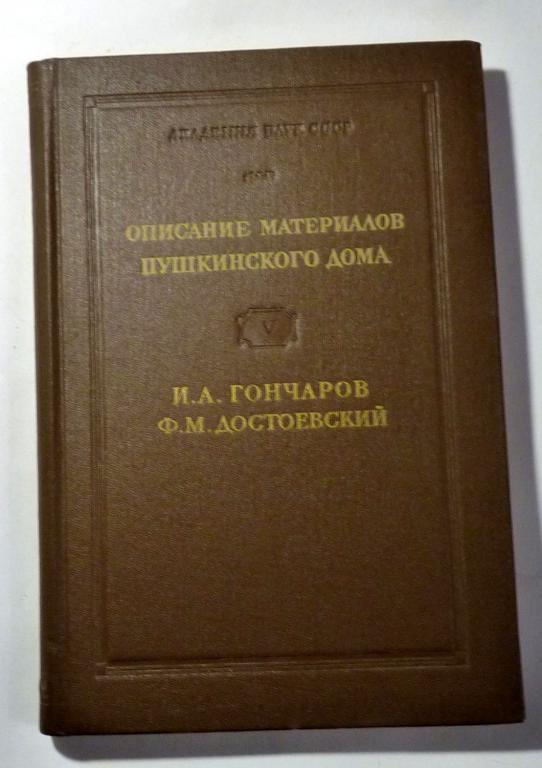 АКАДЕМИЯ НАУК СССР
ОПИСАНИЕ МАТЕРИАЛОВ
ПУШКИНСКОГО ДОМА
V
И.А. ГОНЧАРОВ
Ф.М. ДОСТОЕВСКИЙ